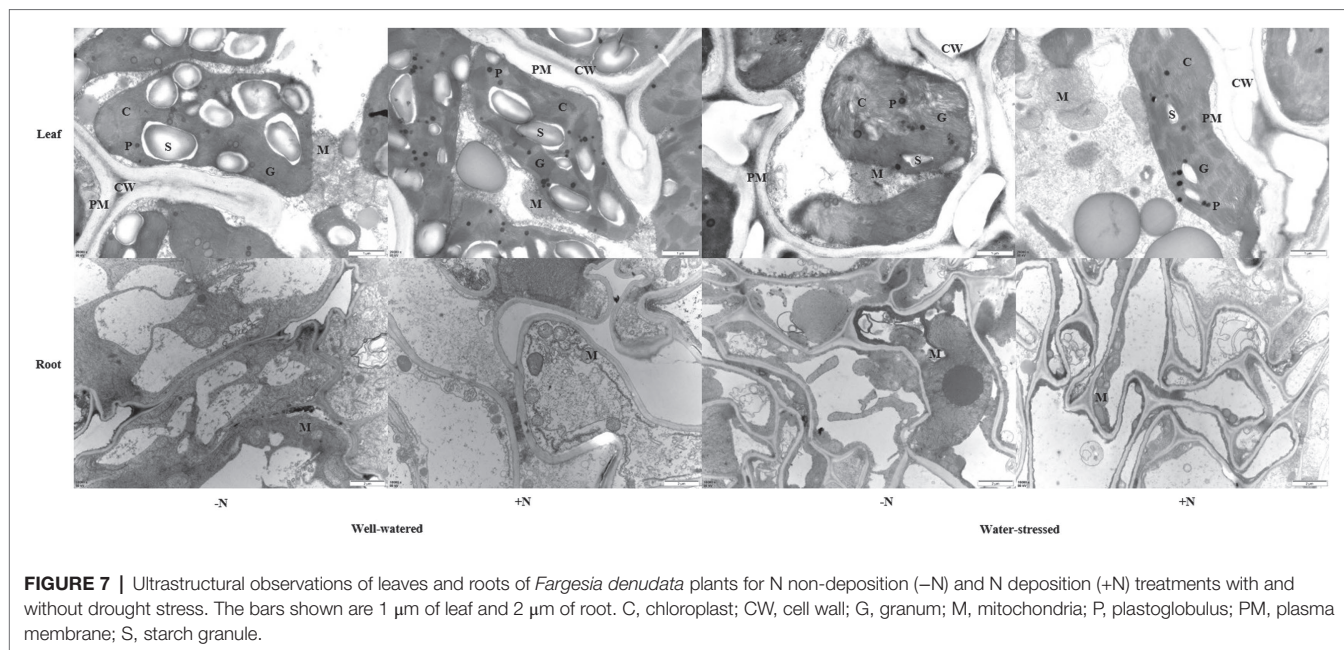 Leaf
C
P
S
CW
PM
G
M
P
PM
CW
C
S
G
M
CW
C
P
G
S
M
PM
C
CW
M
S
PM
G
P
Root
M
M
M
M
-N
+N
-N
+N
Well-watered
Water-stressed
FIGURE 7 | Ultrastructural observations of leaves and roots of Fargesia denudata plants for N non-deposition (−N) and N deposition (+N) treatments with and
without drought stress. The bars shown are 1 μm of leaf and 2 μm of root. C, chloroplast; CW, cell wall; G, granum; M, mitochondria; P, plastoglobulus; PM, plasma
membrane; S, starch granule.